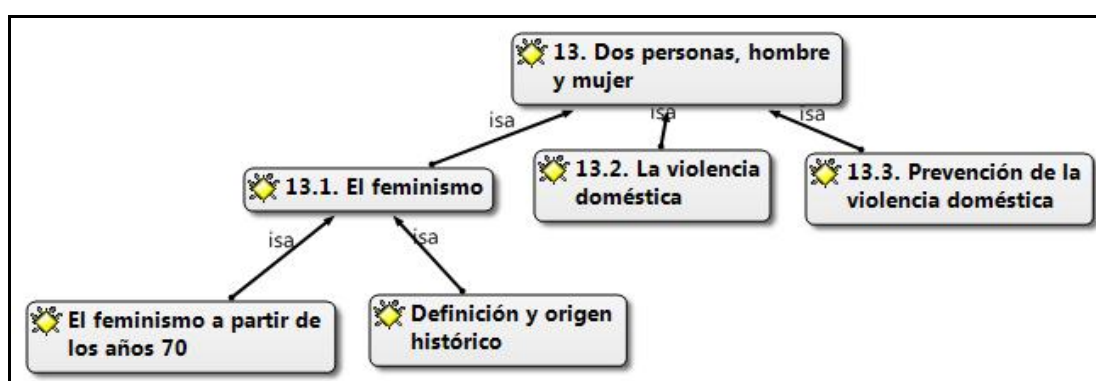 13. Dos personas, hombre
y mujer
isa
isa
isa
13.1. El feminismo
13.2. La violencia
doméstica
13.3. Prevención de la
violencia doméstica
isa
isa
El feminismo a partir de
los años 70
Definición y origen
histórico